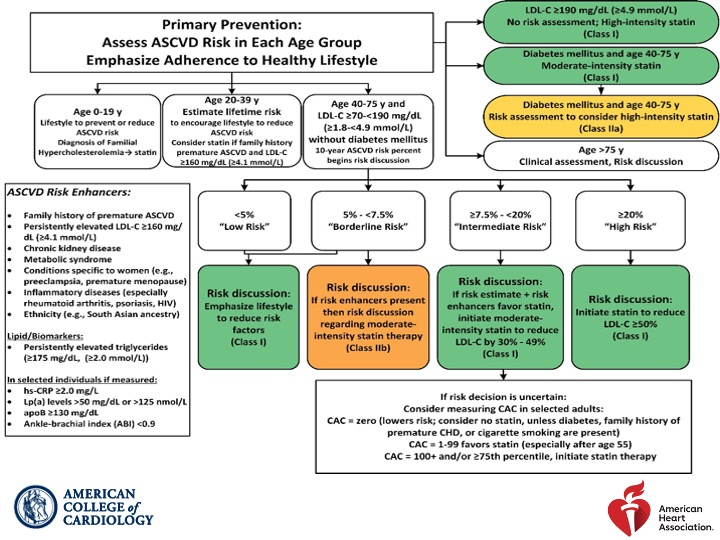 Primary Prevention:
Assess ASCVD Risk in Each Age Group
Emphasize Adherence to Healthy Lifestyle
LDL-C ≥190 mg/dL (≥4.9 mmol/L)
No risk assessment; High-intensity statin
(Class I)
Diabetes mellitus and age 40-75 y
Moderate-intensity statin
(Class I)
Diabetes mellitus and age 40-75 y
Risk assessment to consider high-intensity statin
(Class IIa)
Age >75 y
Clinical assessment, Risk discussion
Age 0-19 y
Lifestyle to prevent or reduce
ASCVD risk
Diagnosis of Familial
Hypercholesterolemia→ statin
Age 20-39 y
Estimate lifetime risk
to encourage lifestyle to reduce
ASCVD risk
Consider statin if family history
premature ASCVD and LDL-C
≥160 mg/dL (≥4.1 mmol/L)
Age 40-75 y and
LDL-C ≥70-<190 mg/dL
(≥1.8-<4.9 mmol/L)
without diabetes mellitus
10-year ASCVD risk percent
begins risk discussion
ASCVD Risk Enhancers:
• Family history of premature ASCVD
• Persistently elevated LDL-C ≥160 mg/
dL (≥4.1 mmol/L)
• Chronic kidney disease
• Metabolic syndrome
• Conditions specific to women (e.g.,
preeclampsia, premature menopause)
• Inflammatory diseases (especially
rheumatoid arthritis, psoriasis, HIV)
• Ethnicity (e.g., South Asian ancestry)
Lipid/Biomarkers:
• Persistently elevated triglycerides
(≥175 mg/dL, (≥2.0 mmol/L))
In selected individuals if measured:
• hs-CRP ≥2.0 mg/L
• Lp(a) levels >50 mg/dL or >125 nmol/L
• apoB ≥130 mg/dL
• Ankle-brachial index (ABI) <0.9
<5%
"Low Risk"
5% - <7.5%
"Borderline Risk"
≥7.5% - <20%
"Intermediate Risk"
≥20%
"High Risk"
Risk discussion:
Emphasize lifestyle
to reduce risk
factors
(Class I)
Risk discussion:
If risk enhancers present
then risk discussion
regarding moderate-
intensity statin therapy
(Class IIb)
Risk discussion:
If risk estimate + risk
enhancers favor statin,
initiate moderate-
intensity statin to reduce
LDL-C by 30% - 49%
(Class I)
Risk discussion:
Initiate statin to reduce
LDL-C ≥50%
(Class I)
If risk decision is uncertain:
Consider measuring CAC in selected adults:
CAC = zero (lowers risk; consider no statin, unless diabetes, family history of
premature CHD, or cigarette smoking are present)
CAC = 1-99 favors statin (especially after age 55)
CAC = 100+ and/or ≥75th percentile, initiate statin therapy
AMERICAN
COLLEGE of
CARDIOLOGY
American
Heart
Association.